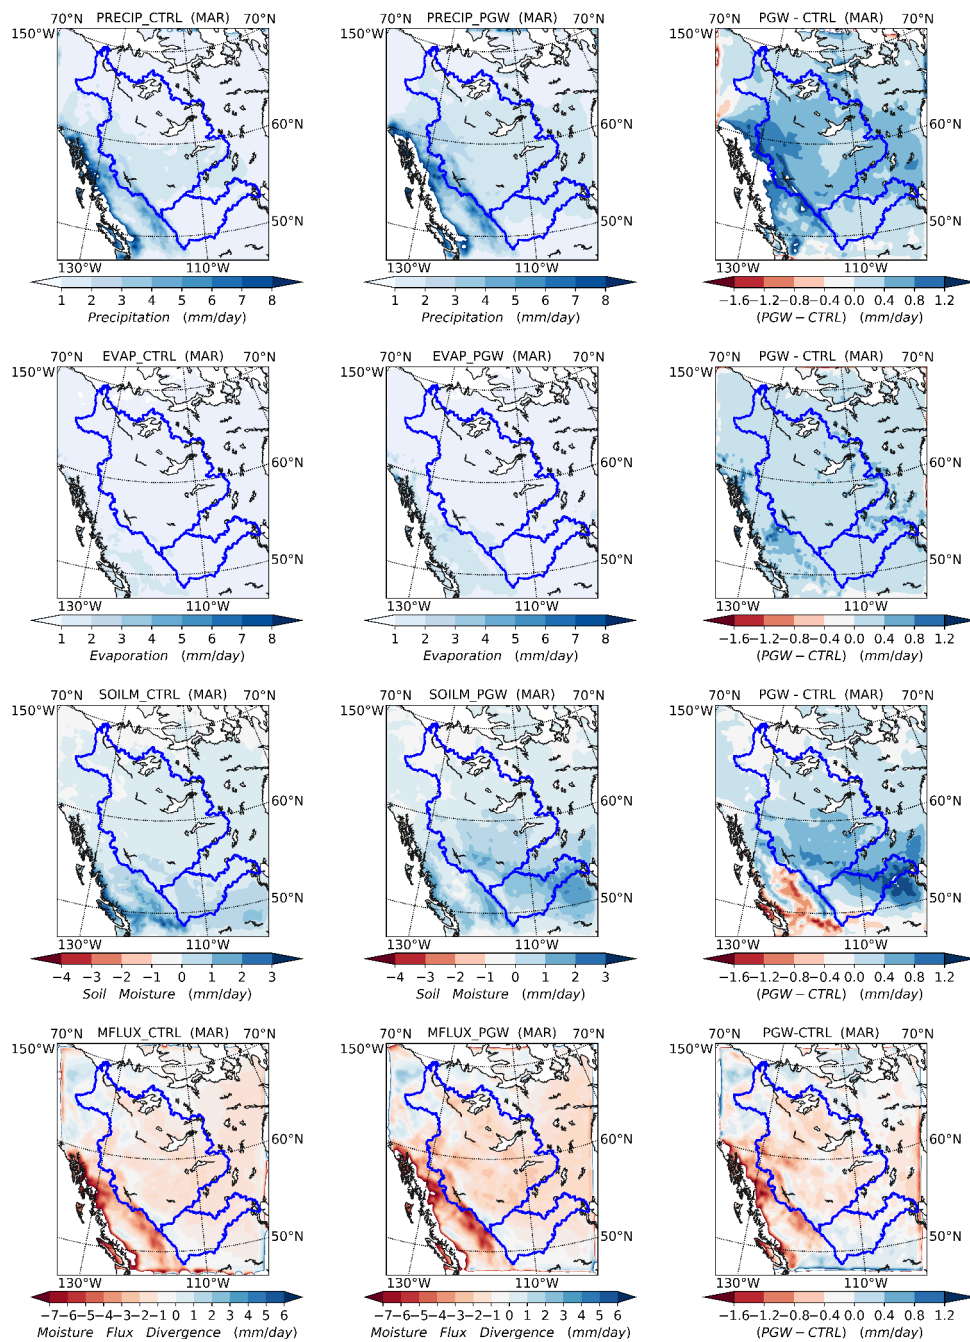 PRECIP_CTRL (MAR)
PRECIP_PGW (MAR)
PGW - CTRL (MAR)
70°N 70°N 70°N 70°N 70°N 70°N
150°W 150°W 150°W
60°N 60°N 60°N
50°N 50°N 50°N
130°W 110°W 130°W 110°W 130°W 110°W
1 2 3 4 5 6 7 8
1 2 3 4 5 6 7 8
−1.6−1.2−0.8−0.4 0.0 0.4 0.8 1.2
Precipitation (mm/day)
Precipitation (mm/day)
(PGW−CTRL) (mm/day)
EVAP_CTRL (MAR)
EVAP_PGW (MAR)
PGW - CTRL (MAR)
70°N 70°N 70°N 70°N 70°N 70°N
150°W 150°W 150°W
60°N 60°N 60°N
50°N 50°N 50°N
130°W 110°W 130°W 110°W 130°W 110°W
1 2 3 4 5 6 7 8
1 2 3 4 5 6 7 8
−1.6−1.2−0.8−0.4 0.0 0.4 0.8 1.2
Evaporation (mm/day)
Evaporation (mm/day)
(PGW−CTRL) (mm/day)
SOILM_CTRL (MAR)
SOILM_PGW (MAR)
PGW - CTRL (MAR)
70°N 70°N 70°N 70°N 70°N 70°N
150°W 150°W 150°W
60°N 60°N 60°N
50°N 50°N 50°N
130°W 110°W 130°W 110°W 130°W 110°W
−4 −3 −2 −1 0 1 2 3
−4 −3 −2 −1 0 1 2 3
−1.6−1.2−0.8−0.4 0.0 0.4 0.8 1.2
Soil Moisture (mm/day)
Soil Moisture (mm/day)
(PGW−CTRL) (mm/day)
MFLUX_CTRL (MAR)
MFLUX_PGW (MAR)
PGW-CTRL (MAR)
70°N 70°N 70°N 70°N 70°N 70°N
150°W 150°W 150°W
60°N 60°N 60°N
50°N 50°N 50°N
130°W 110°W 130°W 110°W 130°W 110°W
−7−6−5−4−3−2−1 0 1 2 3 4 5 6
−7−6−5−4−3−2−1 0 1 2 3 4 5 6
−1.6−1.2−0.8−0.4 0.0 0.4 0.8 1.2
Moisture Flux Divergence (mm/day)
Moisture Flux Divergence (mm/day)
(PGW−CTRL) (mm/day)